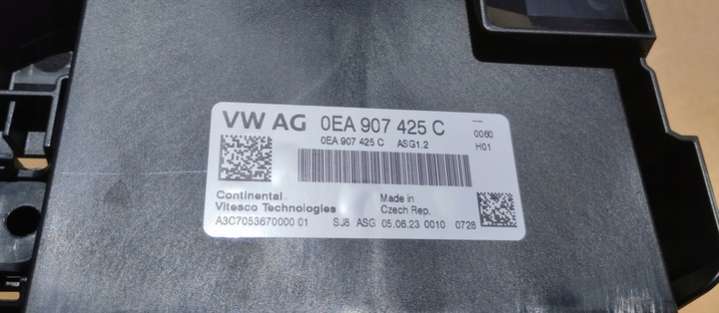 VW AG 0EA 907 425 C
0EA 907 425 C ASG1.2
0060
H01
Continental
Vitesco Technologies
Made in
Czech Rep.
A3C7053670000 01 SJ8 ASG 05.06.23 0010 0728